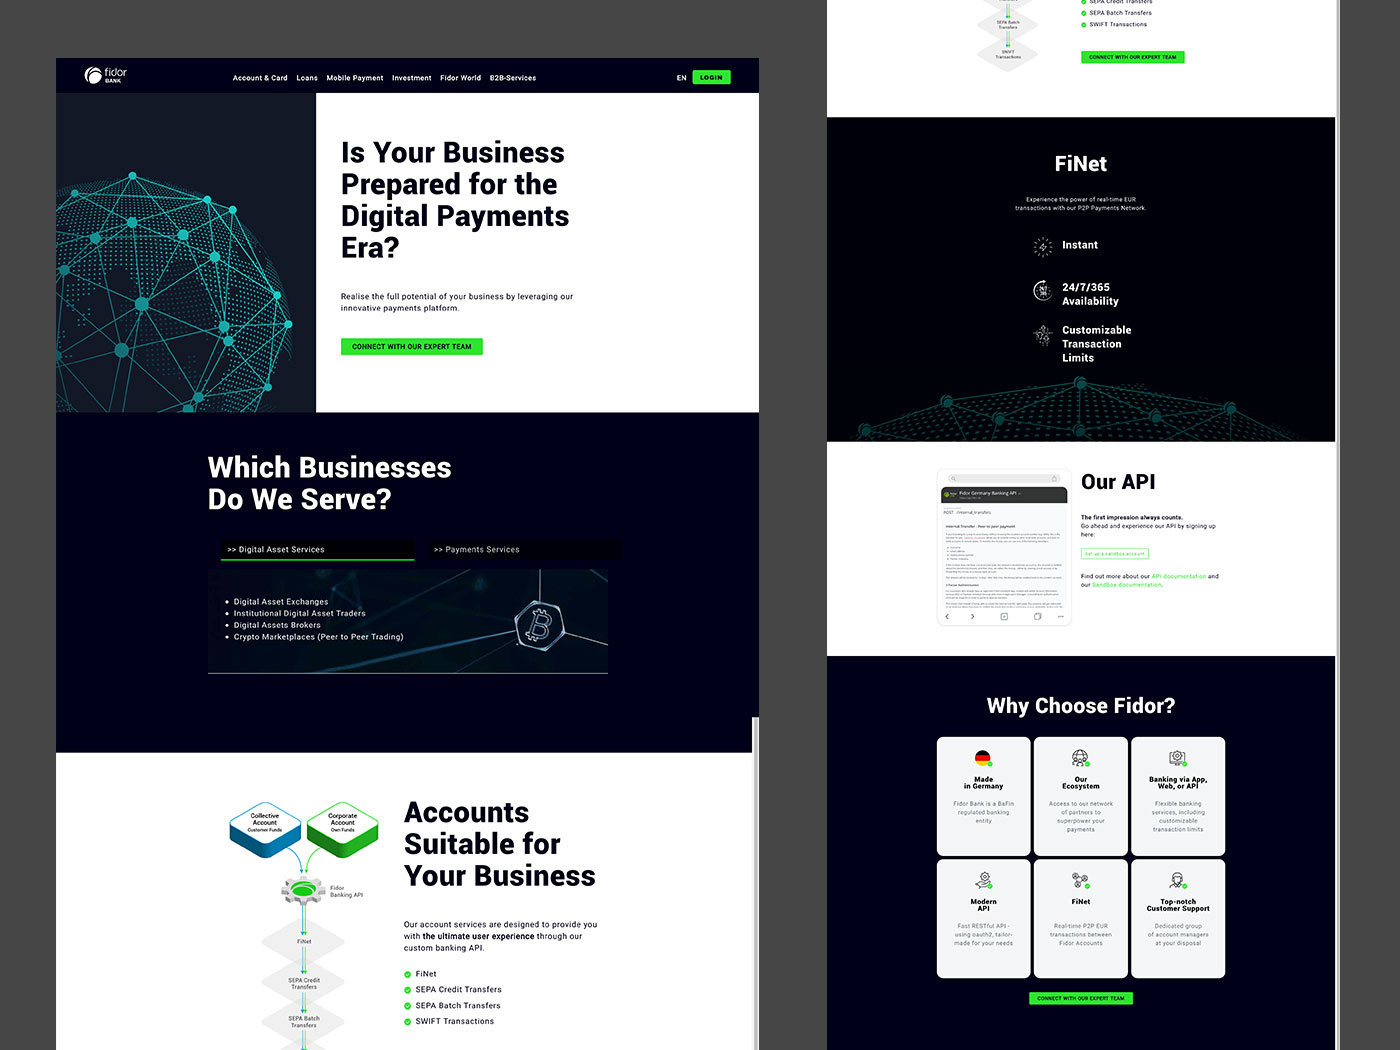 fidor
BANK
Account & Card Loans Mobile Payment Investment Fidor World B2B-Services
EN LOGIN
Is Your Business
Prepared for the
Digital Payments
Era?
Realise the full potential of your business by leveraging our
innovative payments platform.
CONNECT WITH OUR EXPERT TEAM
Which Businesses
Do We Serve?
>> Digital Asset Services
>> Payments Services
Digital Asset Exchanges
Institutional Digital Asset Traders
Digital Assets Brokers
Crypto Marketplaces (Peer to Peer Trading)
Collective
Account
Customer Funds
Corporate
Account
Own Funds
Fidor
Banking API
FiNet
SEPA Credit
Transfers
SEPA Batch
Transfers
Accounts
Suitable for
Your Business
Our account services are designed to provide you
with the ultimate user experience through our
custom banking API.
FiNet
SEPA Credit Transfers
SEPA Batch Transfers
SWIFT Transactions
SEPA Batch
Transfers
SWIFT
Transactions
SEPA Credit Transfers
SEPA Batch Transfers
SWIFT Transactions
CONNECT WITH OUR EXPERT TEAM
FiNet
Experience the power of real-time EUR
transactions with our P2P Payments Network.
Instant
24/7
365
24/7/365
Availability
Customizable
Transaction
Limits
Fidor Germany Banking API
POST /internal_transfers
Internal Transfer - Peer to peer payment
Our API
The first impression always counts.
Go ahead and experience our API by signing up
here:
Set up a sandbox account
Find out more about our API documentation and
our Sandbox documentation.
Why Choose Fidor?
Made
in Germany
Fidor Bank is a BaFin
regulated banking
entity
Our
Ecosystem
Access to our network
of partners to
superpower your
payments
Banking via App,
Web, or API
Flexible banking
services, including
customizable
transaction limits
Modern
API
Fast RESTful API -
using oauth2, tailor-
made for your needs
FiNet
Real-time P2P EUR
transactions between
Fidor Accounts
Top-notch
Customer Support
Dedicated group
of account managers
at your disposal
CONNECT WITH OUR EXPERT TEAM